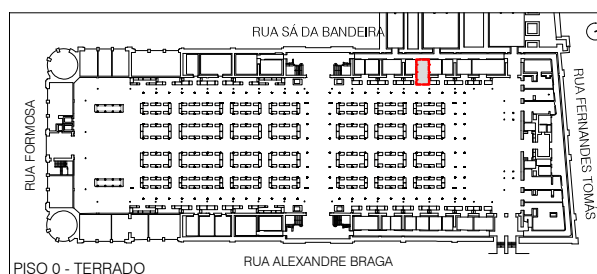 RUA SÁ DA BANDEIRA
RUA FORMOSA
RUA FERNANDES TOMÁS
RUA ALEXANDRE BRAGA
PISO 0 - TERRADO